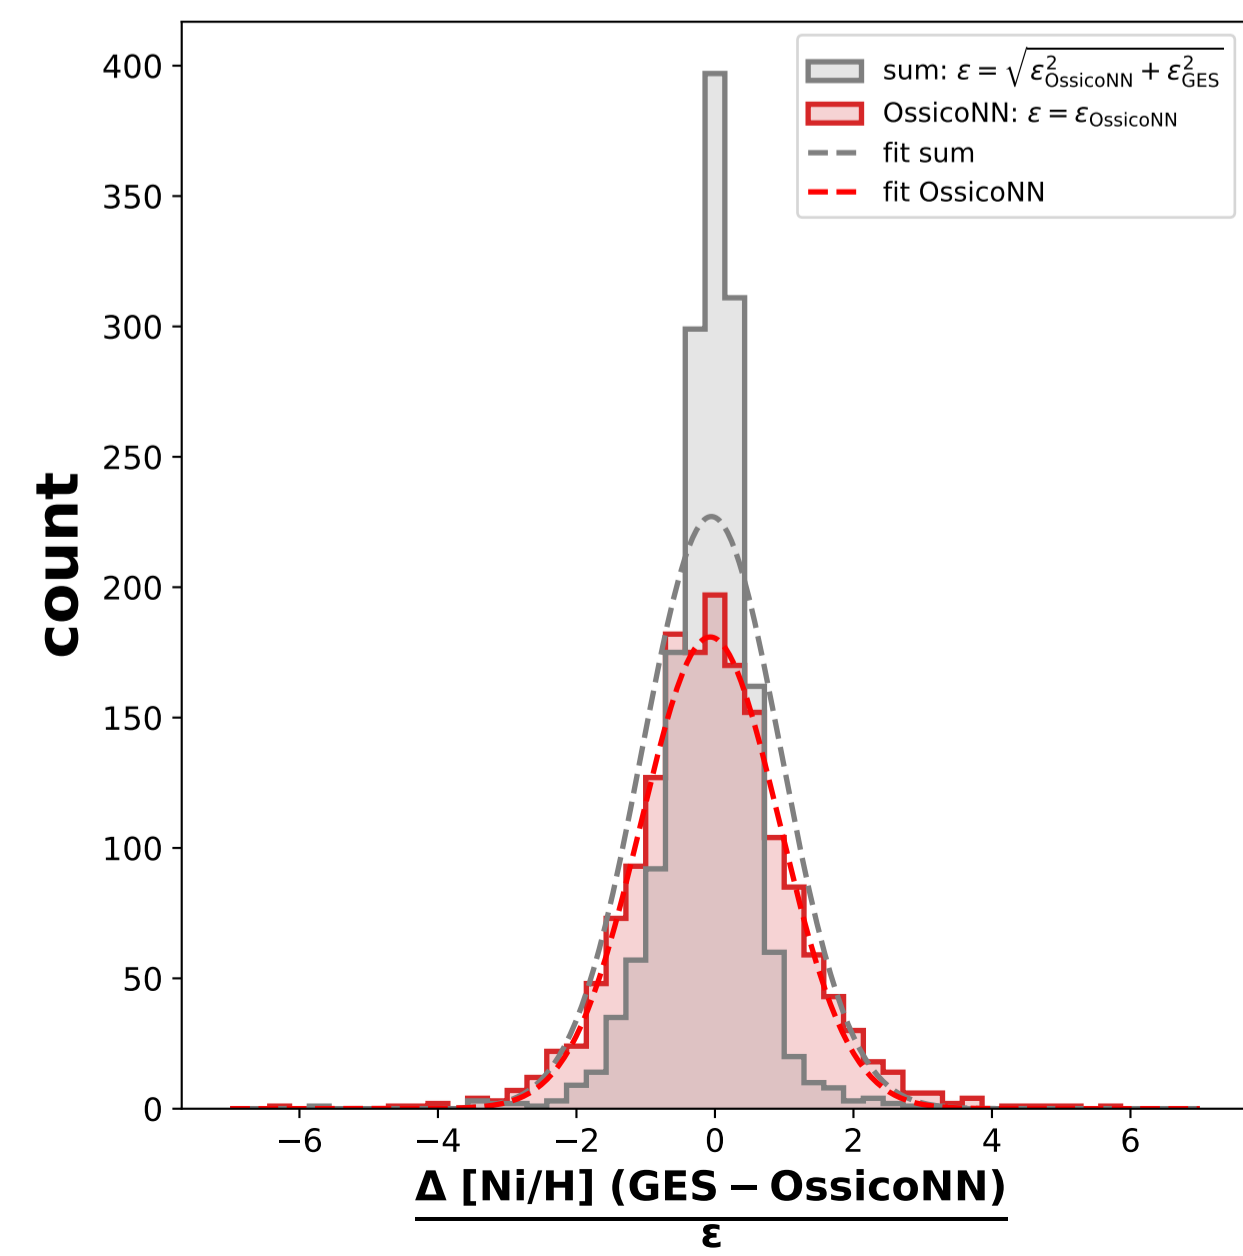 sum: ε = √ε²OssicoNN + ε²GES
OssicoNN: ε = εOssicoNN
fit sum
fit OssicoNN
400
350
300
250
200
150
100
50
0
count
−6 −4 −2 0 2 4 6
Δ [Ni/H] (GES − OssicoNN)
ε